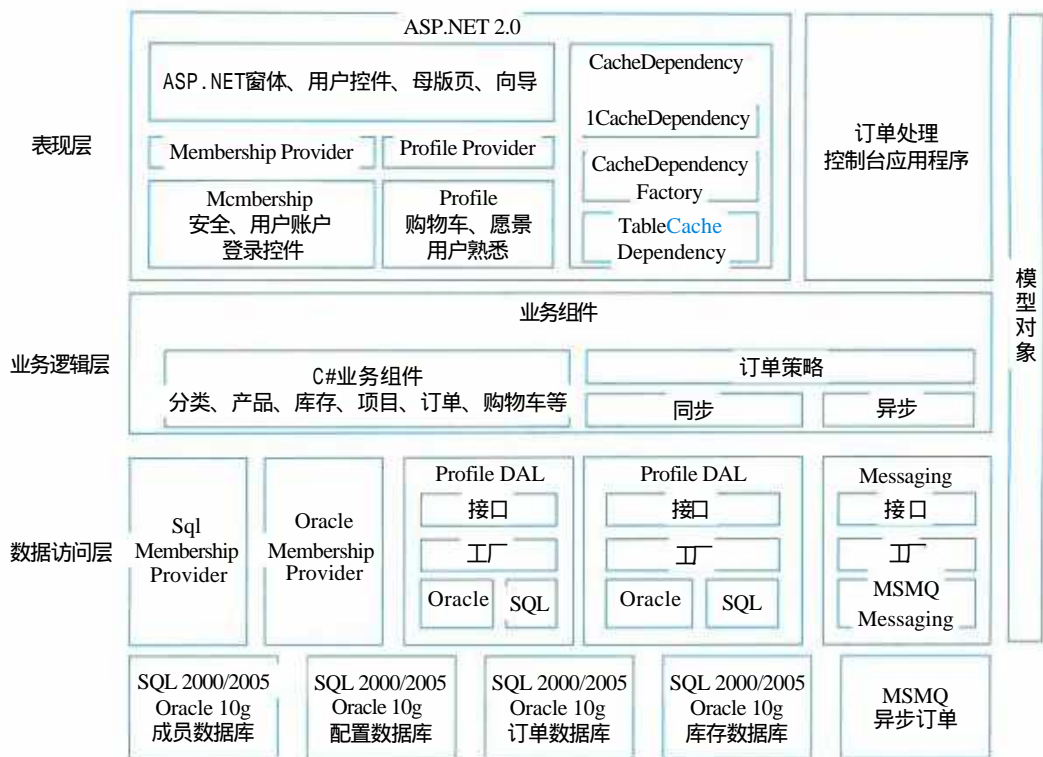 ASP.NET 2.0
ASP.NET窗体、用户控件、母版页、向导
CacheDependency
1CacheDependency
表现层
Membership Provider
Profile Provider
CacheDependency
Factory
订单处理
控制台应用程序
Mcmbership
安全、用户账户
登录控件
Profile
购物车、愿景
用户熟悉
TableCache
Dependency
模型对象
业务组件
业务逻辑层
C#业务组件
分类、产品、库存、项目、订单、购物车等
订单策略
同步
异步
数据访问层
Sql
Membership
Provider
Oracle
Membership
Provider
Profile DAL
接口
工厂
Oracle
SQL
Profile DAL
接口
工厂
Oracle
SQL
Messaging
接口
工厂
MSMQ
Messaging
SQL 2000/2005
Oracle 10g
成员数据库
SQL 2000/2005
Oracle 10g
配置数据库
SQL 2000/2005
Oracle 10g
订单数据库
SQL 2000/2005
Oracle 10g
库存数据库
MSMQ
异步订单